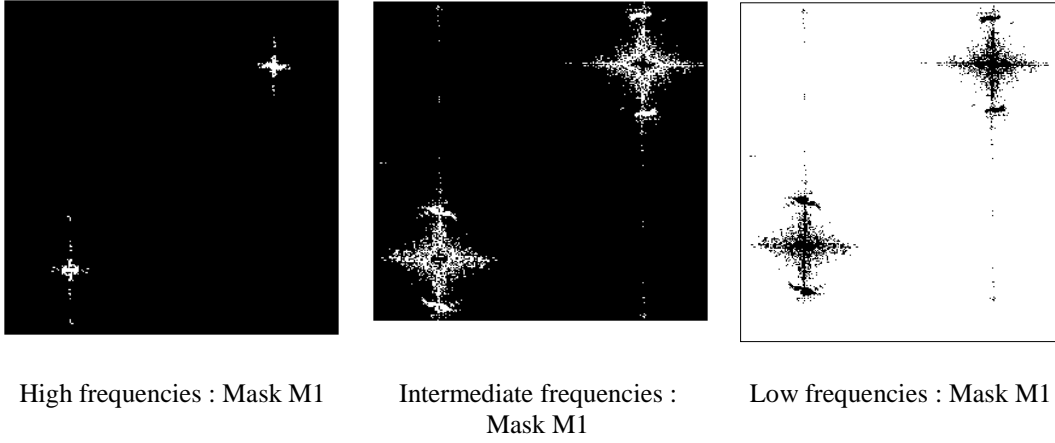 High frequencies : Mask M1
Intermediate frequencies :
Mask M1
Low frequencies : Mask M1